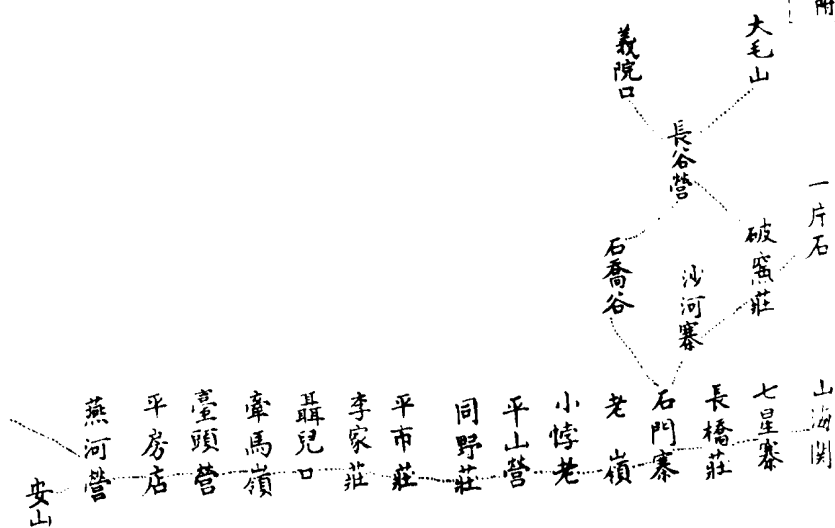 附
大毛山
義院口
長谷營
一片石
破窯莊
沙河寨
石喬谷
山海関
七星寨
長橋莊
石門寨
老嶺
小悖老
平山營
同野莊
平市莊
李家莊
聶兒口
牽馬嶺
臺頭營
平房店
燕河營
安山